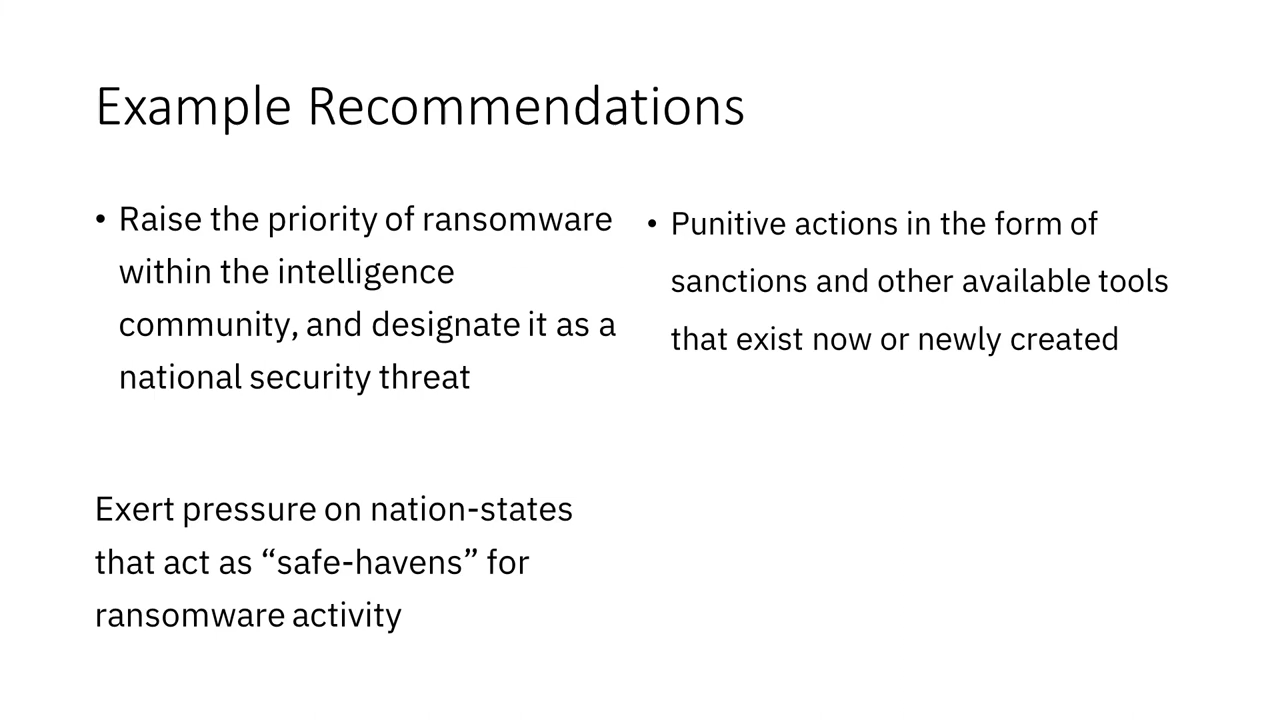 Example Recommendations
• Raise the priority of ransomware
within the intelligence
community, and designate it as a
national security threat
Exert pressure on nation-states
that act as “safe-havens” for
ransomware activity
• Punitive actions in the form of
sanctions and other available tools
that exist now or newly created